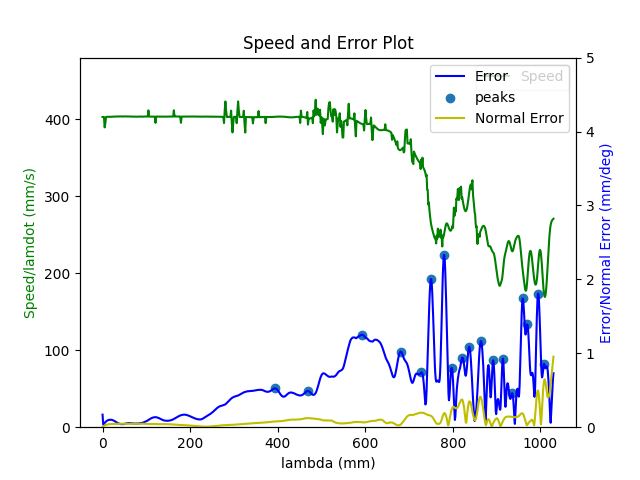 Speed and Error Plot
Error
Speed
peaks
Normal Error
Speed/lamdot (mm/s)
400
300
200
100
0
5
4
3
2
1
0
Error/Normal Error (mm/deg)
0
200
400
600
800
1000
lambda (mm)